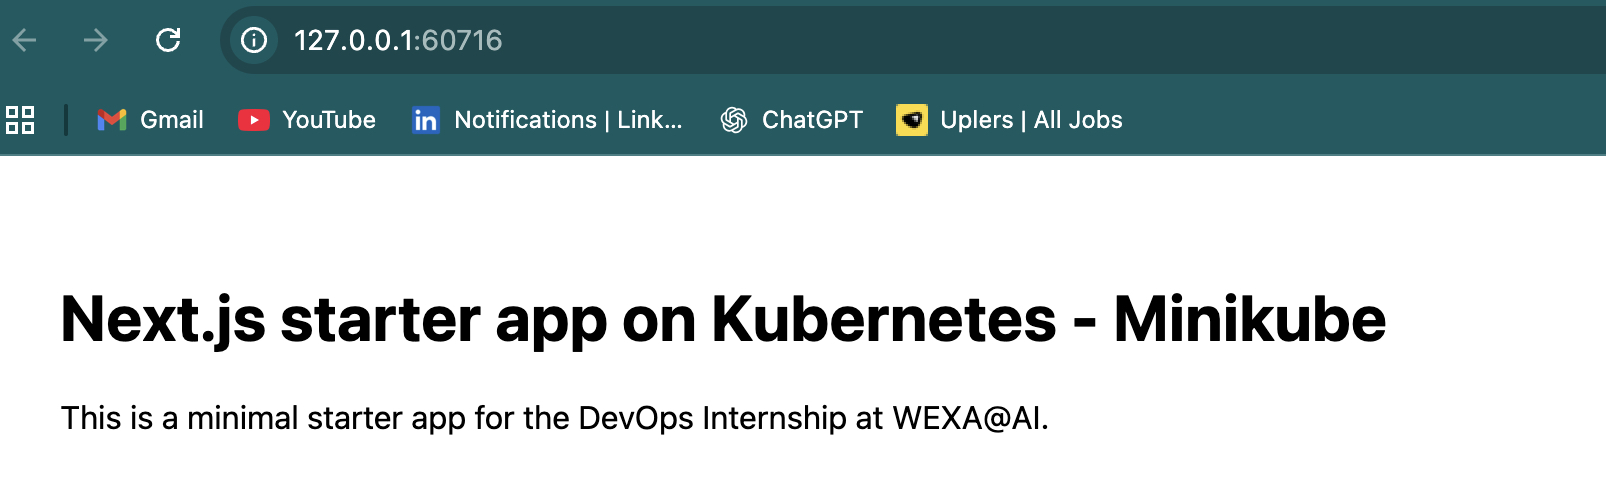 127.0.0.1:60716
Gmail YouTube in Notifications | Link... ChatGPT Uplers | All Jobs
Next.js starter app on Kubernetes - Minikube
This is a minimal starter app for the DevOps Internship at WEXA@AI.